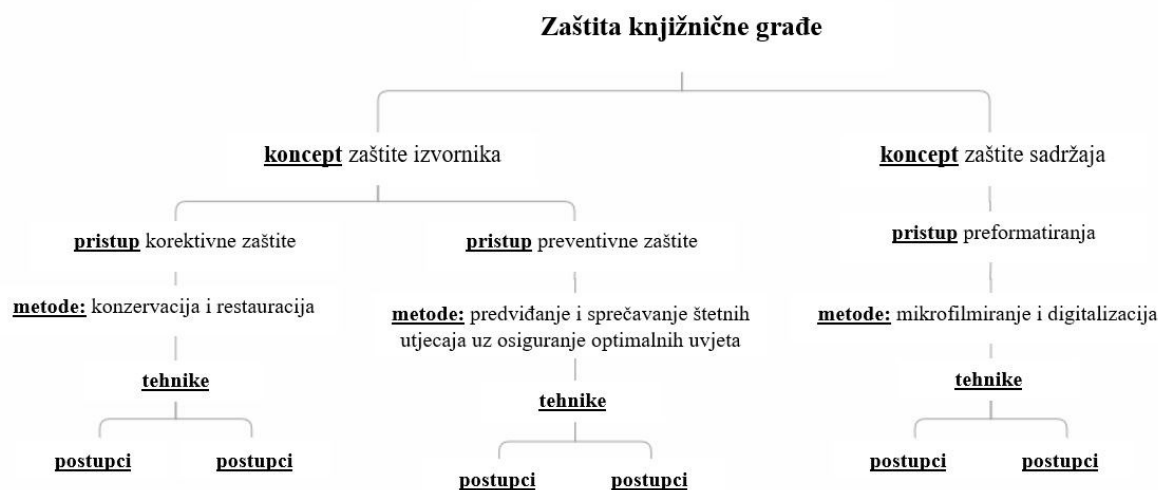 Zaštita knjižnične građe
koncept zaštite izvornika
koncept zaštite sadržaja
pristup korektivne zaštite
pristup preventivne zaštite
pristup preformatiranja
metode: konzervacija i restauracija
metode: predviđanje i sprečavanje štetnih
utjecaja uz osiguranje optimalnih uvjeta
metode: mikrofilmiranje i digitalizacija
tehnike
tehnike
tehnike
postupci
postupci
postupci
postupci
postupci
postupci